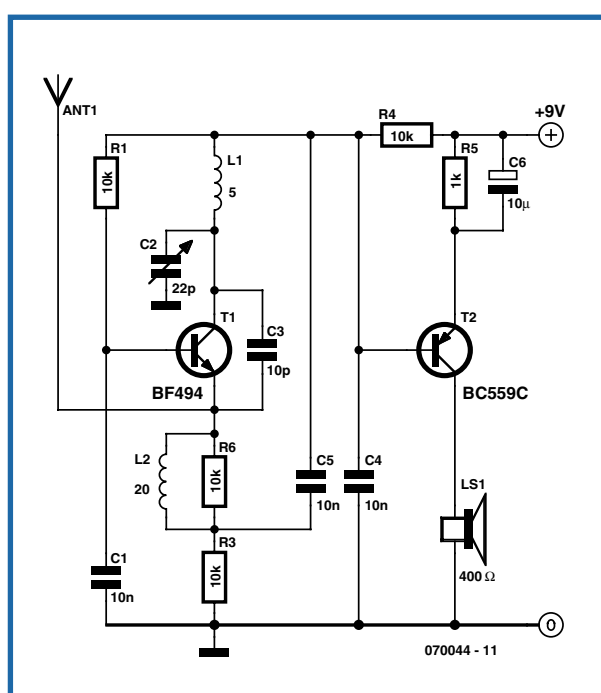 ANT1
+9V
R4
10k
R1
10k
L1
5
R5
1k
C6
10µ
C2
22p
T1
T2
C3
10p
BF494
BC559C
L2
20
R6
10k
C5
10n
C4
10n
LS1
400 Ω
R3
10k
C1
10n
0
070044 - 11